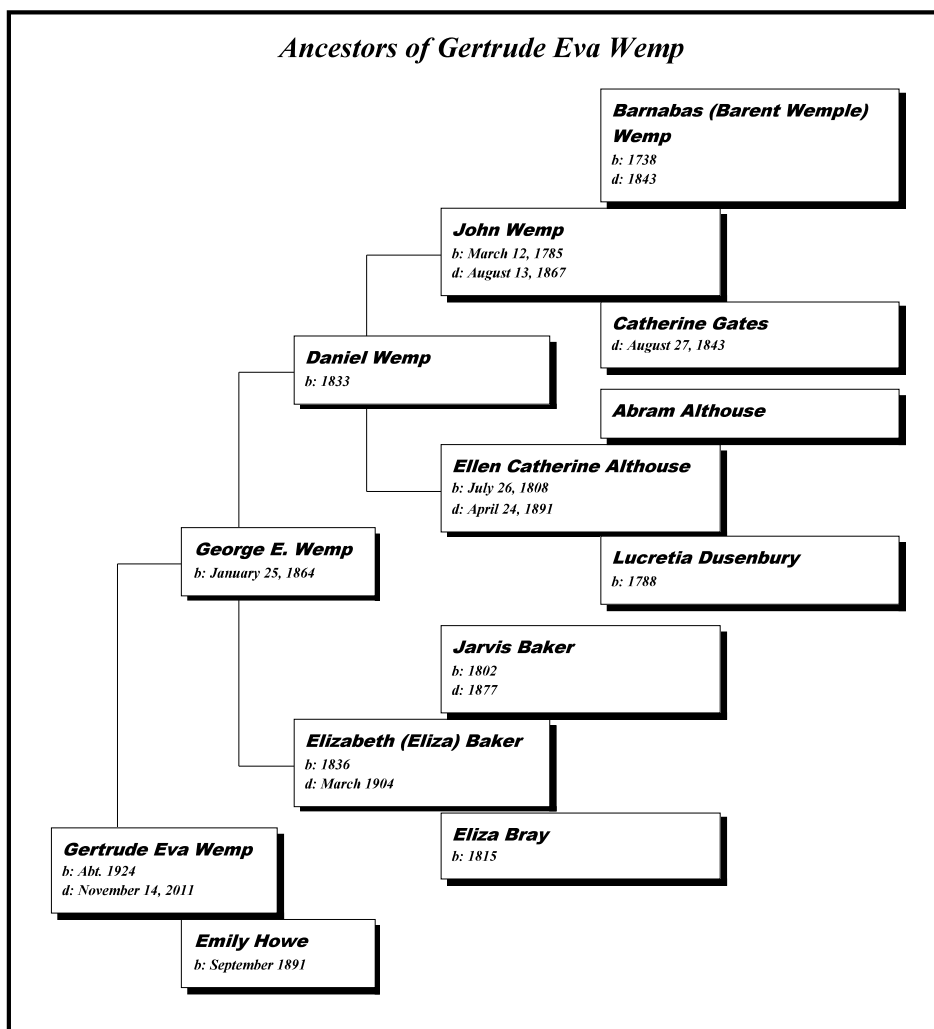 Ancestors of Gertrude Eva Wemp
Barnabas (Barent Wemple)
Wemp
b: 1738
d: 1843
John Wemp
b: March 12, 1785
d: August 13, 1867
Catherine Gates
d: August 27, 1843
Daniel Wemp
b: 1833
Abram Althouse
Ellen Catherine Althouse
b: July 26, 1808
d: April 24, 1891
George E. Wemp
b: January 25, 1864
Lucretia Dusenbury
b: 1788
Jarvis Baker
b: 1802
d: 1877
Elizabeth (Eliza) Baker
b: 1836
d: March 1904
Eliza Bray
b: 1815
Gertrude Eva Wemp
b: Abt. 1924
d: November 14, 2011
Emily Howe
b: September 1891